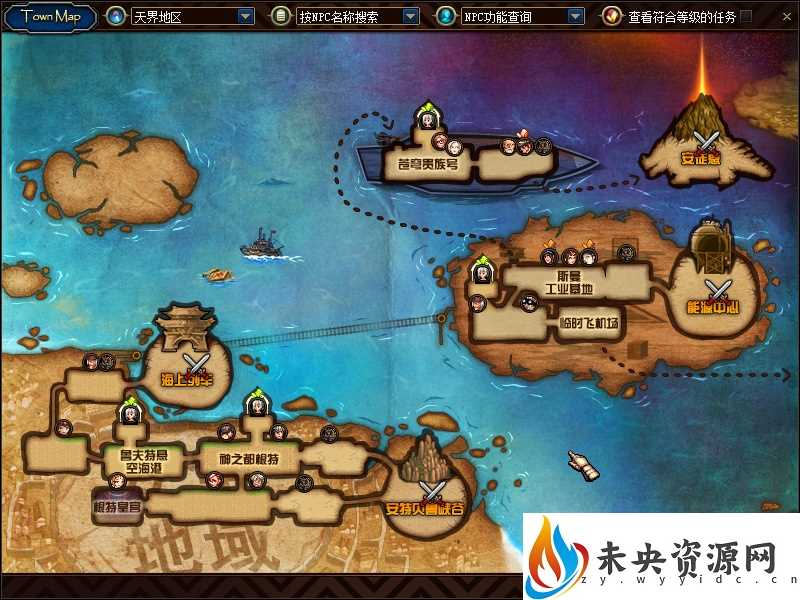 Town Map
天界地区
按NPC名称搜索
NPC功能查询
查看符合等级的任务
苍穹贵族号
安徒恩
斯曼
工业基地
能源中心
临时飞机场
海上列车
鲁夫特悬
空海港
神之都根特
根特皇宫
安特贝鲁峡谷
地域
未央资源网
zy.wyyidc.cn